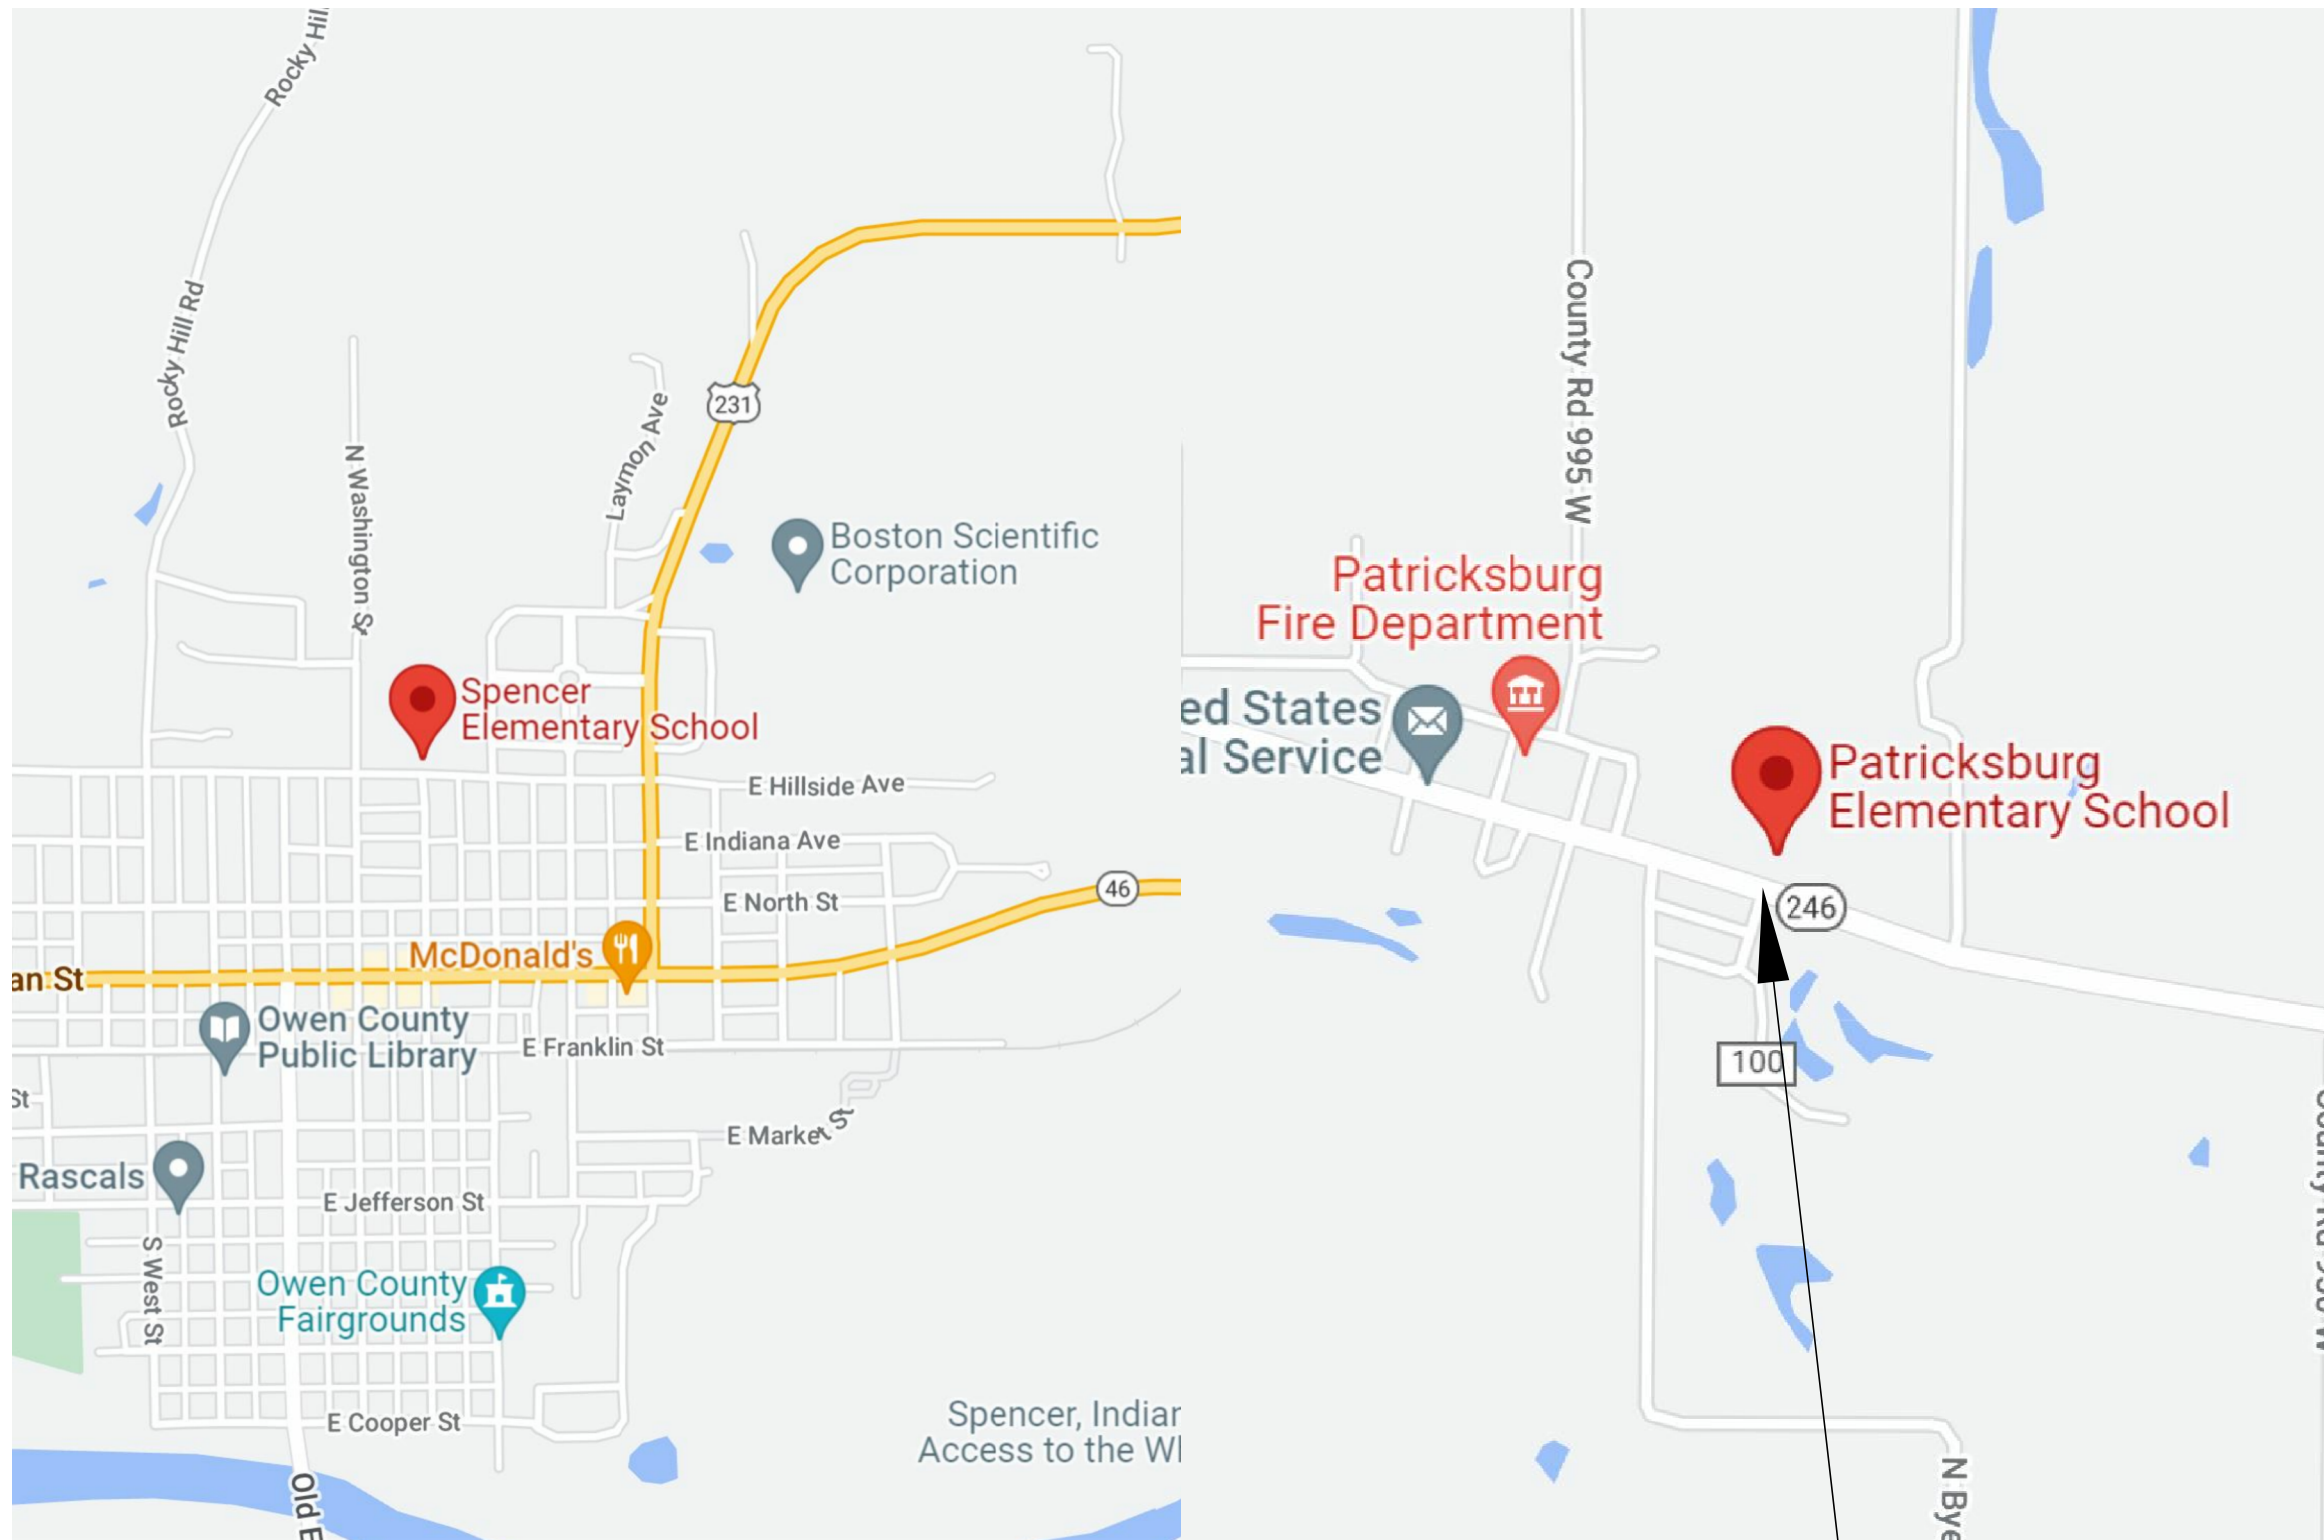 Rocky Hil
Rocky Hill Rd
N Washington St
Laymon Ave
231
Boston Scientific
Corporation
Spencer
Elementary School
E Hillside Ave
E Indiana Ave
E North St
46
McDonald's
an St
Owen County
Public Library
E Franklin St
St
E Market St
Rascals
E Jefferson St
S West St
Owen County
Fairgrounds
E Cooper St
Spencer, Indian
Access to the Wh
Old
County Rd 995 W
Patricksburg
Fire Department
ed States
al Service
Patricksburg
Elementary School
246
100
N Bye